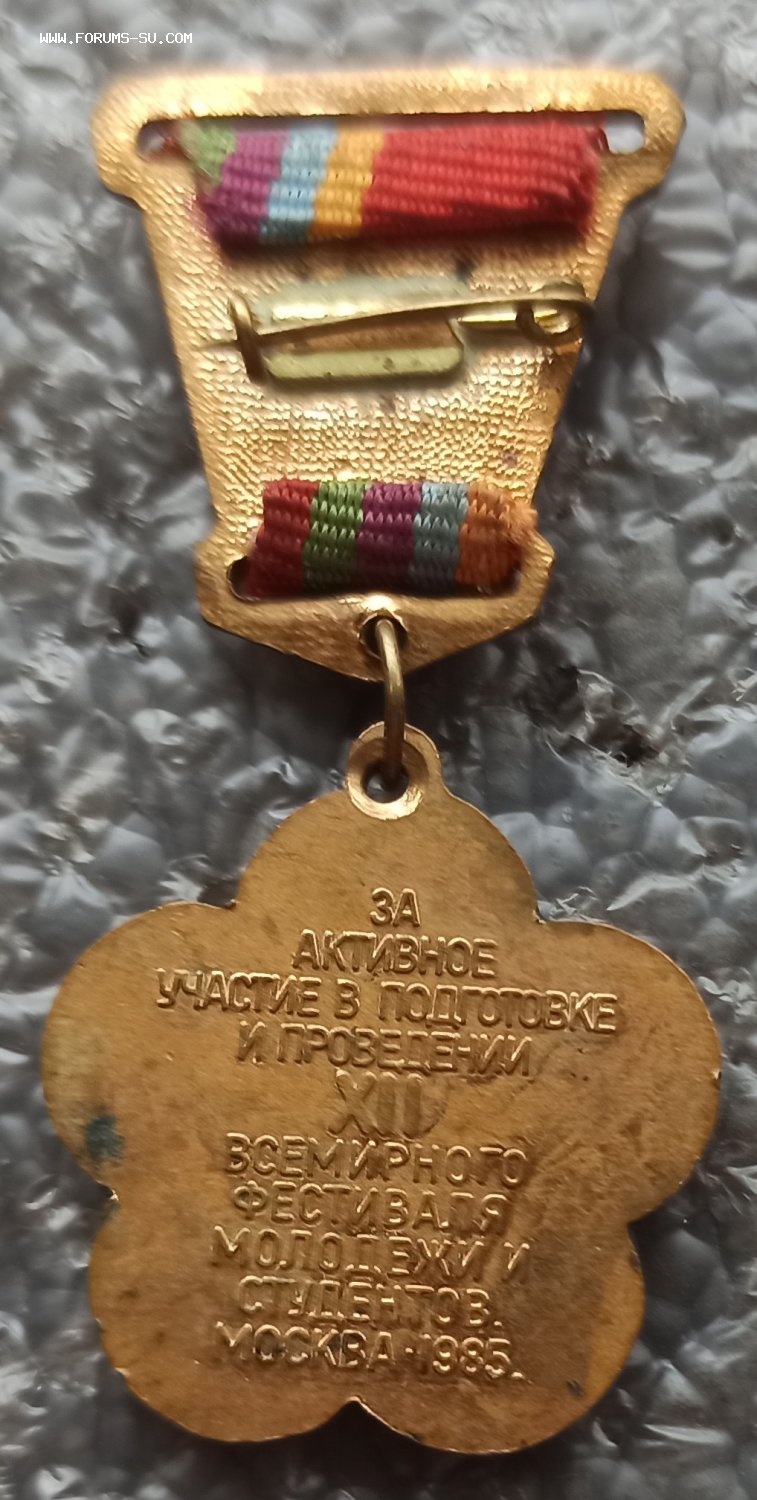 WWW.FORUMS-SU.COM
ЗА
АКТИВНОЕ
УЧАСТИЕ В ПОДГОТОВКЕ
И ПРОВЕДЕНИИ
XII
ВСЕМИРНОГО
ФЕСТИВАЛЯ
МОЛОДЕЖИ И
СТУДЕНТОВ.
МОСКВА·1985.